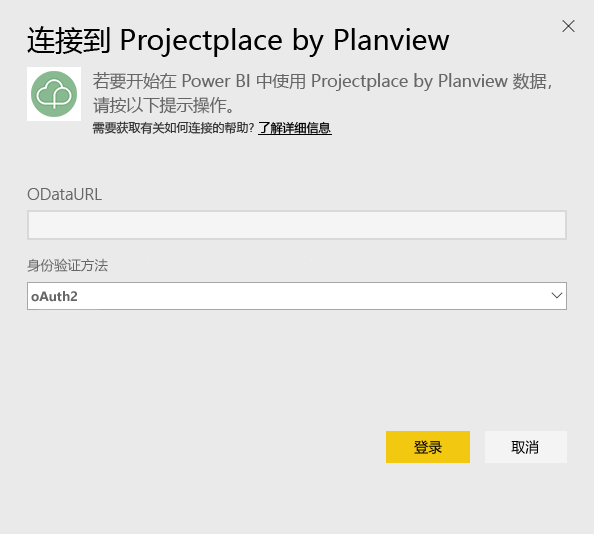 连接到 Projectplace by Planview
若要开始在 Power BI 中使用 Projectplace by Planview 数据，
请按以下提示操作。
需要获取有关如何连接的帮助? 了解详细信息
ODataURL
身份验证方法
oAuth2
登录
取消